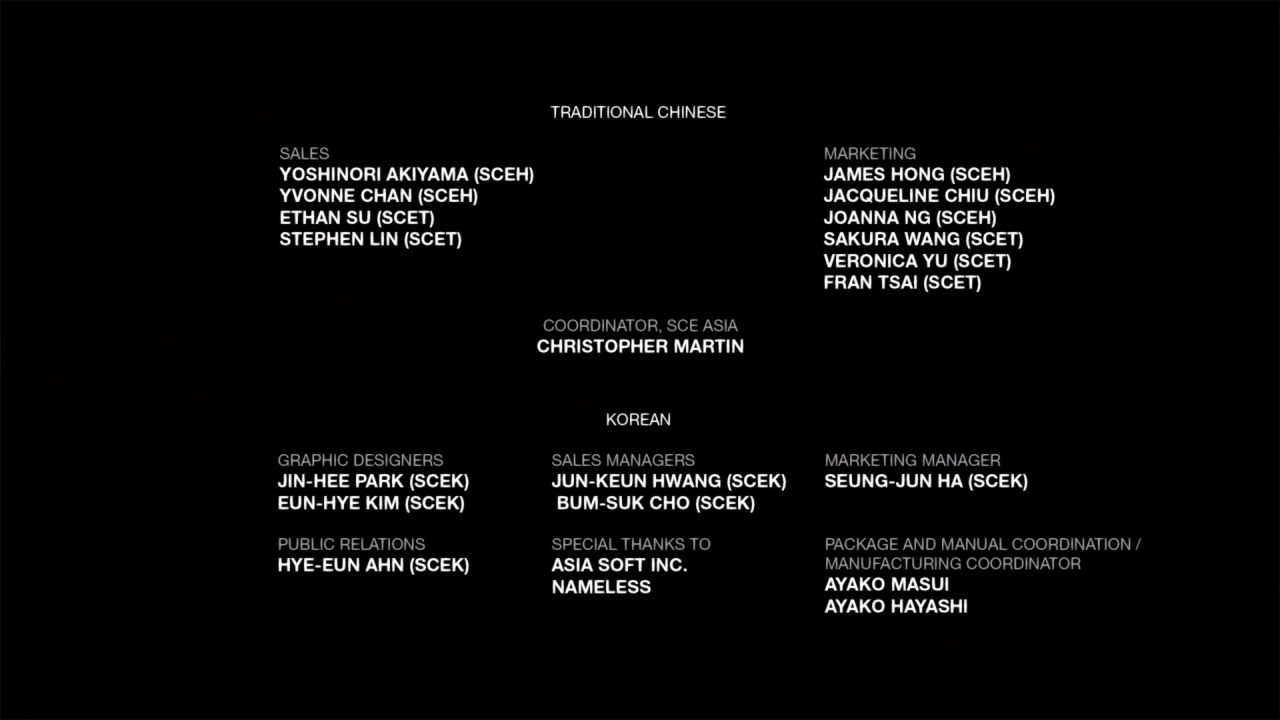 TRADITIONAL CHINESE
SALES
YOSHINORI AKIYAMA (SCEH)
YVONNE CHAN (SCEH)
ETHAN SU (SCET)
STEPHEN LIN (SCET)
MARKETING
JAMES HONG (SCEH)
JACQUELINE CHIU (SCEH)
JOANNA NG (SCEH)
SAKURA WANG (SCET)
VERONICA YU (SCET)
FRAN TSAI (SCET)
COORDINATOR, SCE ASIA
CHRISTOPHER MARTIN
KOREAN
GRAPHIC DESIGNERS
JIN-HEE PARK (SCEK)
EUN-HYE KIM (SCEK)
SALES MANAGERS
JUN-KEUN HWANG (SCEK)
BUM-SUK CHO (SCEK)
MARKETING MANAGER
SEUNG-JUN HA (SCEK)
PUBLIC RELATIONS
HYE-EUN AHN (SCEK)
SPECIAL THANKS TO
ASIA SOFT INC.
NAMELESS
PACKAGE AND MANUAL COORDINATION /
MANUFACTURING COORDINATOR
AYAKO MASUI
AYAKO HAYASHI